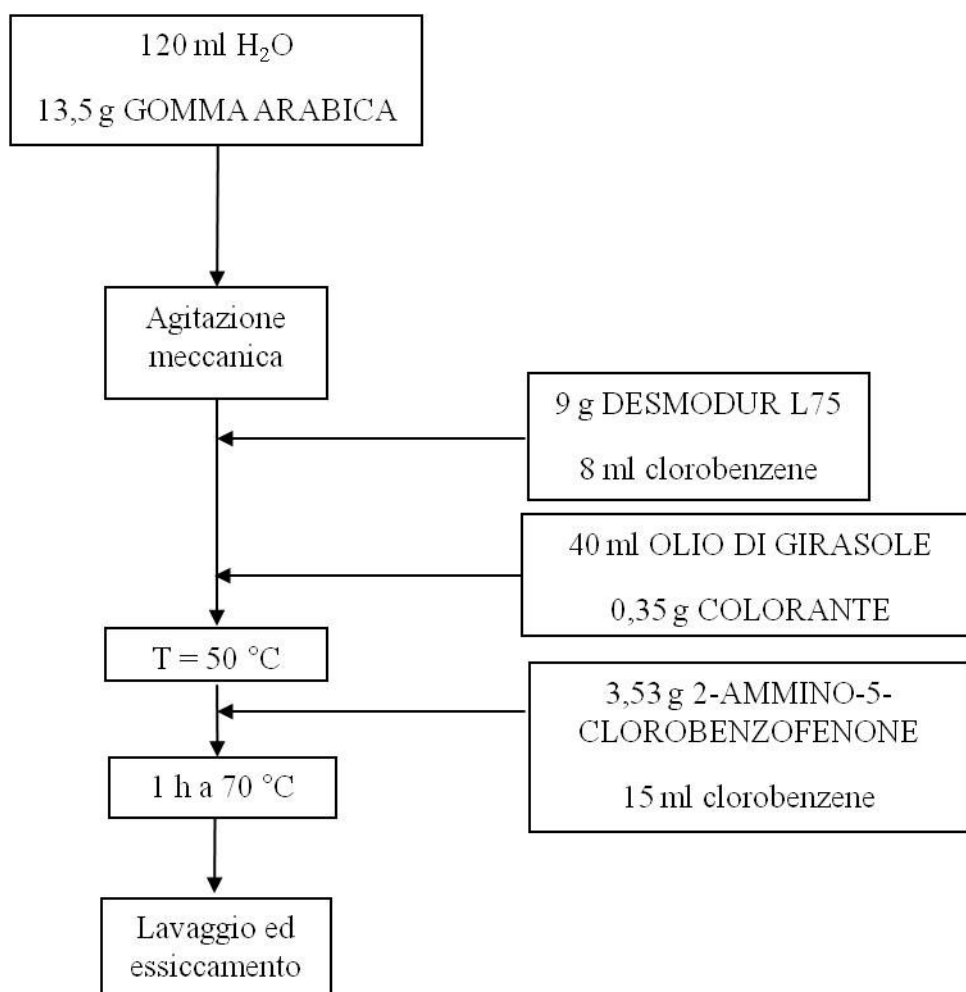 120 ml H₂O
13,5 g GOMMA ARABICA
Agitazione
meccanica
9 g DESMODUR L75
8 ml clorobenzene
40 ml OLIO DI GIRASOLE
0,35 g COLORANTE
T = 50 °C
3,53 g 2-AMMINO-5-
CLOROBENZOFENONE
15 ml clorobenzene
1 h a 70 °C
Lavaggio ed
essiccamento